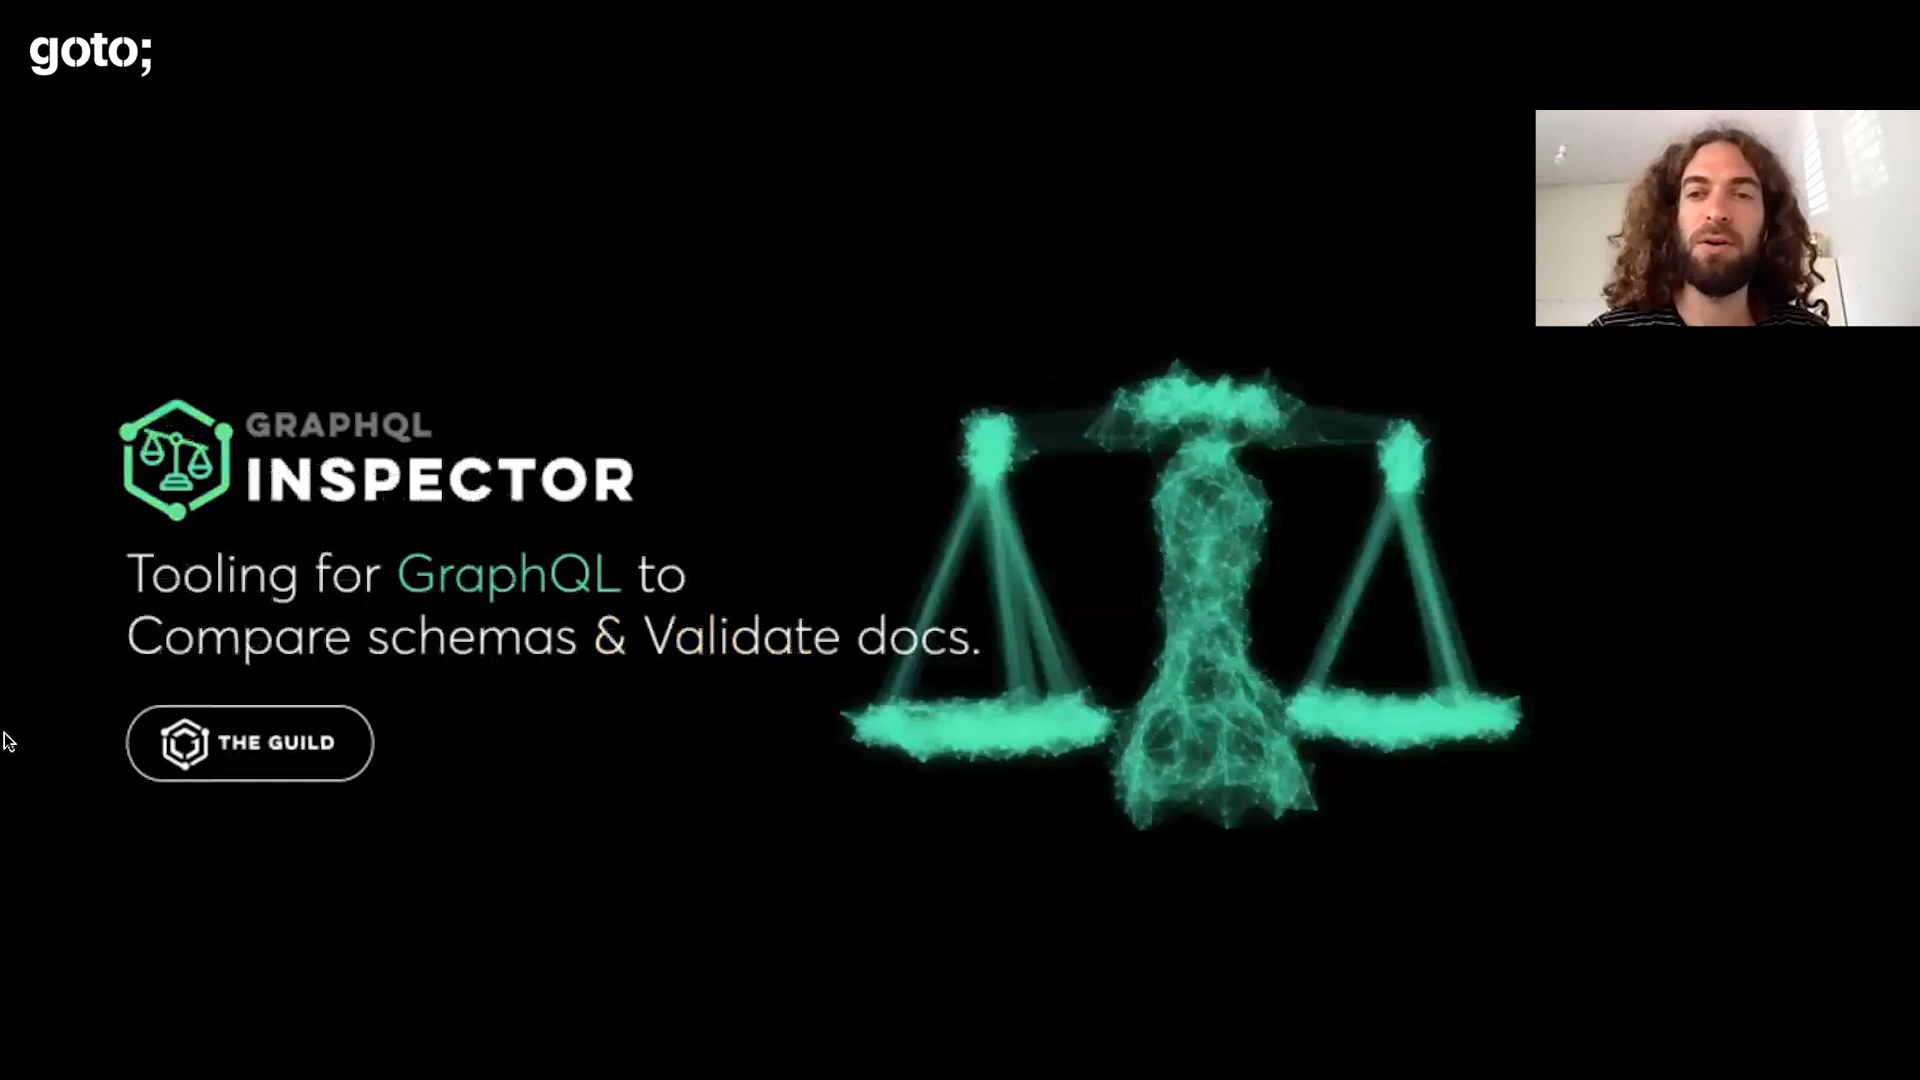 goto;
GRAPHQL
INSPECTOR
Tooling for GraphQL to
Compare schemas & Validate docs.
THE GUILD